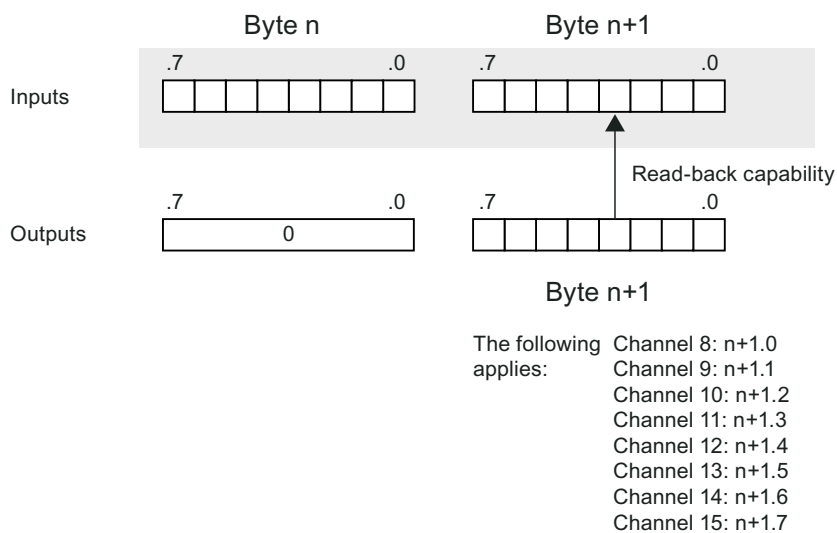 Byte n Byte n+1
.7 .0 .7 .0
Inputs
Read-back capability
.7 .0 .7 .0
Outputs 0
Byte n+1
The following Channel 8: n+1.0
applies: Channel 9: n+1.1
Channel 10: n+1.2
Channel 11: n+1.3
Channel 12: n+1.4
Channel 13: n+1.5
Channel 14: n+1.6
Channel 15: n+1.7